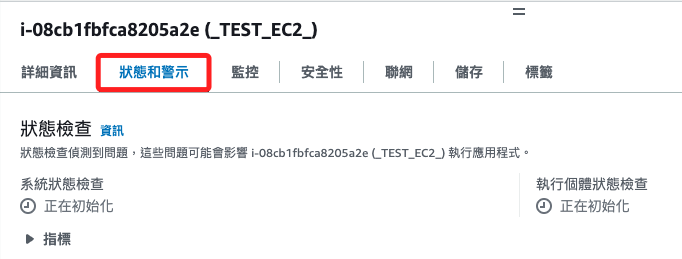 i-08cb1fbfca8205a2e (_TEST_EC2_)
詳細資訊 狀態和警示 監控 安全性 聯網 儲存 標籤
狀態檢查 資訊
狀態檢查偵測到問題，這些問題可能會影響 i-08cb1fbfca8205a2e (_TEST_EC2_) 執行應用程式。
系統狀態檢查 執行個體狀態檢查
正在初始化 正在初始化
指標